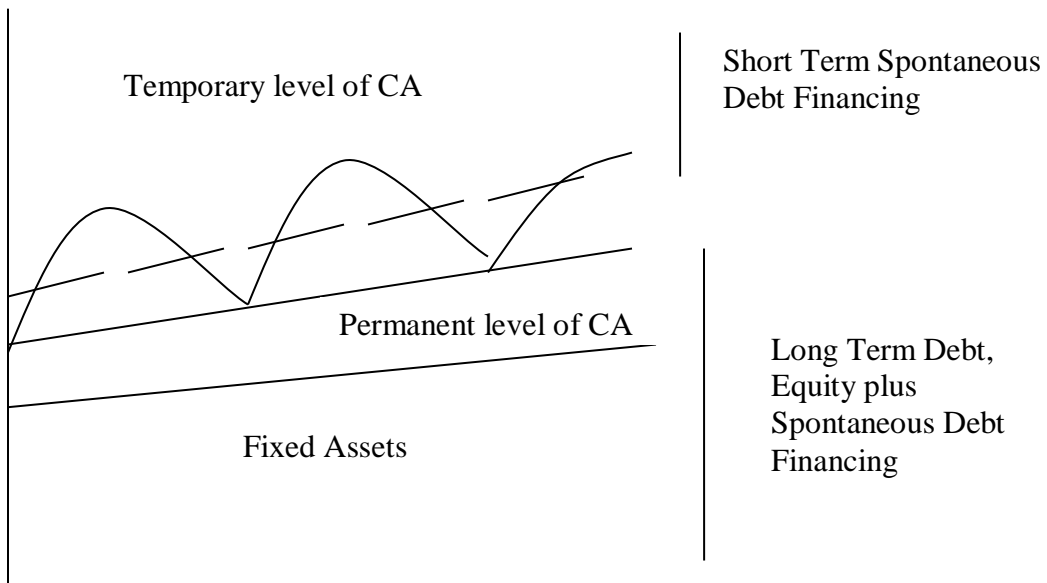 Temporary level of CA
Short Term Spontaneous
Debt Financing
Permanent level of CA
Long Term Debt,
Equity plus
Spontaneous Debt
Financing
Fixed Assets